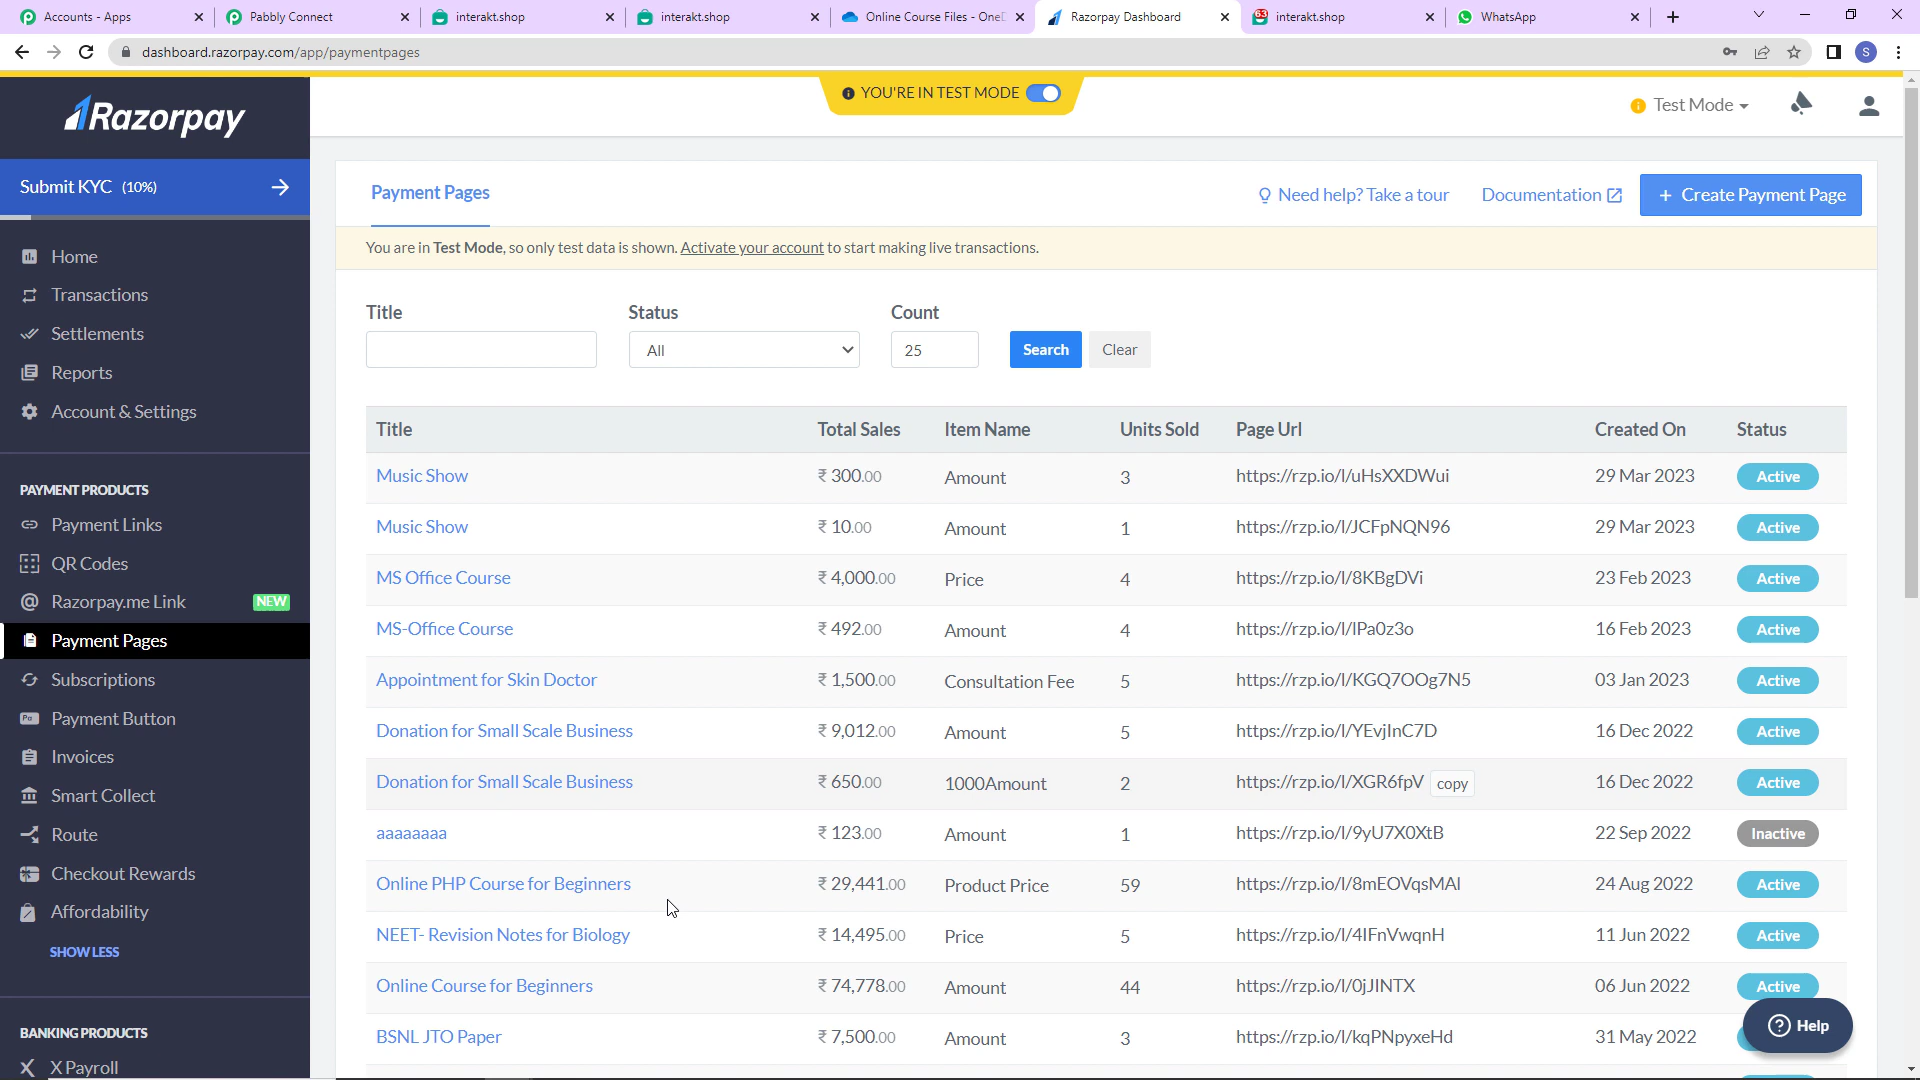 Accounts - Apps
Pabbly Connect
interakt.shop
interakt.shop
Online Course Files - OneD
Razorpay Dashboard
63
interakt.shop
WhatsApp
dashboard.razorpay.com/app/paymentpages
S
Razorpay
YOU'RE IN TEST MODE
Test Mode
Submit KYC (10%)
Home
Transactions
Settlements
Reports
Account & Settings
PAYMENT PRODUCTS
Payment Links
QR Codes
Razorpay.me Link NEW
Payment Pages
Subscriptions
Payment Button
Invoices
Smart Collect
Route
Checkout Rewards
Affordability
SHOW LESS
BANKING PRODUCTS
X Payroll
Payment Pages
Need help? Take a tour
Documentation
+ Create Payment Page
You are in Test Mode, so only test data is shown. Activate your account to start making live transactions.
Title Status Count
All 25 Search Clear
Title Total Sales Item Name Units Sold Page Url Created On Status
Music Show ₹ 300.00 Amount 3 https://rzp.io/l/uHsXXDWui 29 Mar 2023 Active
Music Show ₹ 10.00 Amount 1 https://rzp.io/l/JCFpNQN96 29 Mar 2023 Active
MS Office Course ₹ 4,000.00 Price 4 https://rzp.io/l/8KBgDVi 23 Feb 2023 Active
MS-Office Course ₹ 492.00 Amount 4 https://rzp.io/l/IPa0z3o 16 Feb 2023 Active
Appointment for Skin Doctor ₹ 1,500.00 Consultation Fee 5 https://rzp.io/l/KGQ7OOg7N5 03 Jan 2023 Active
Donation for Small Scale Business ₹ 9,012.00 Amount 5 https://rzp.io/l/YEvjInC7D 16 Dec 2022 Active
Donation for Small Scale Business ₹ 650.00 1000Amount 2 https://rzp.io/l/XGR6fpV copy 16 Dec 2022 Active
aaaaaaaa ₹ 123.00 Amount 1 https://rzp.io/l/9yU7X0XtB 22 Sep 2022 Inactive
Online PHP Course for Beginners ₹ 29,441.00 Product Price 59 https://rzp.io/l/8mEOVqsMAI 24 Aug 2022 Active
NEET- Revision Notes for Biology ₹ 14,495.00 Price 5 https://rzp.io/l/4IFnVwqnH 11 Jun 2022 Active
Online Course for Beginners ₹ 74,778.00 Amount 44 https://rzp.io/l/0jJINTX 06 Jun 2022 Active
BSNL JTO Paper ₹ 7,500.00 Amount 3 https://rzp.io/l/kqPNpyxeHd 31 May 2022
Help